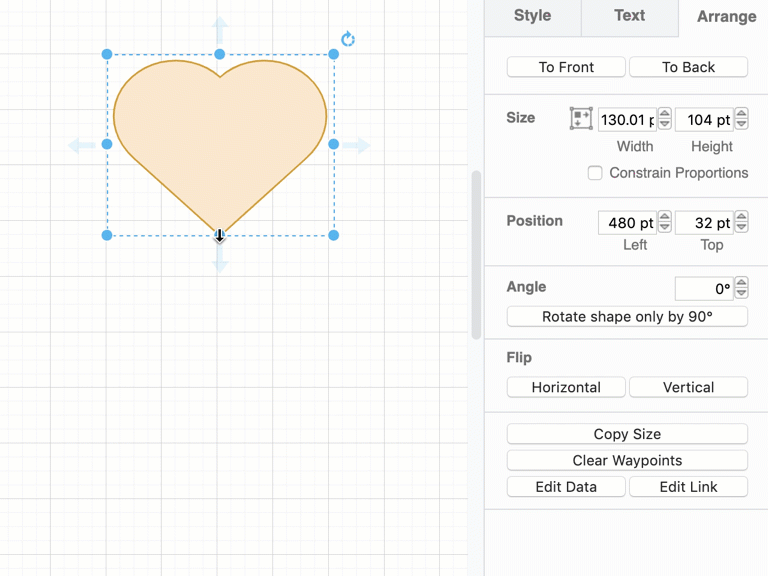 Style Text Arrange
To Front To Back
Size 130.01 p 104 pt
Width Height
Constrain Proportions
Position 480 pt 32 pt
Left Top
Angle 0°
Rotate shape only by 90°
Flip
Horizontal Vertical
Copy Size
Clear Waypoints
Edit Data Edit Link